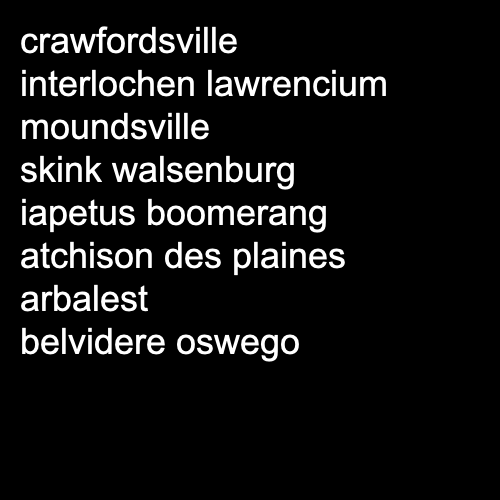 crawfordsville
interlochen lawrencium
moundsville
skink walsenburg
iapetus boomerang
atchison des plaines
arbalest
belvidere oswego